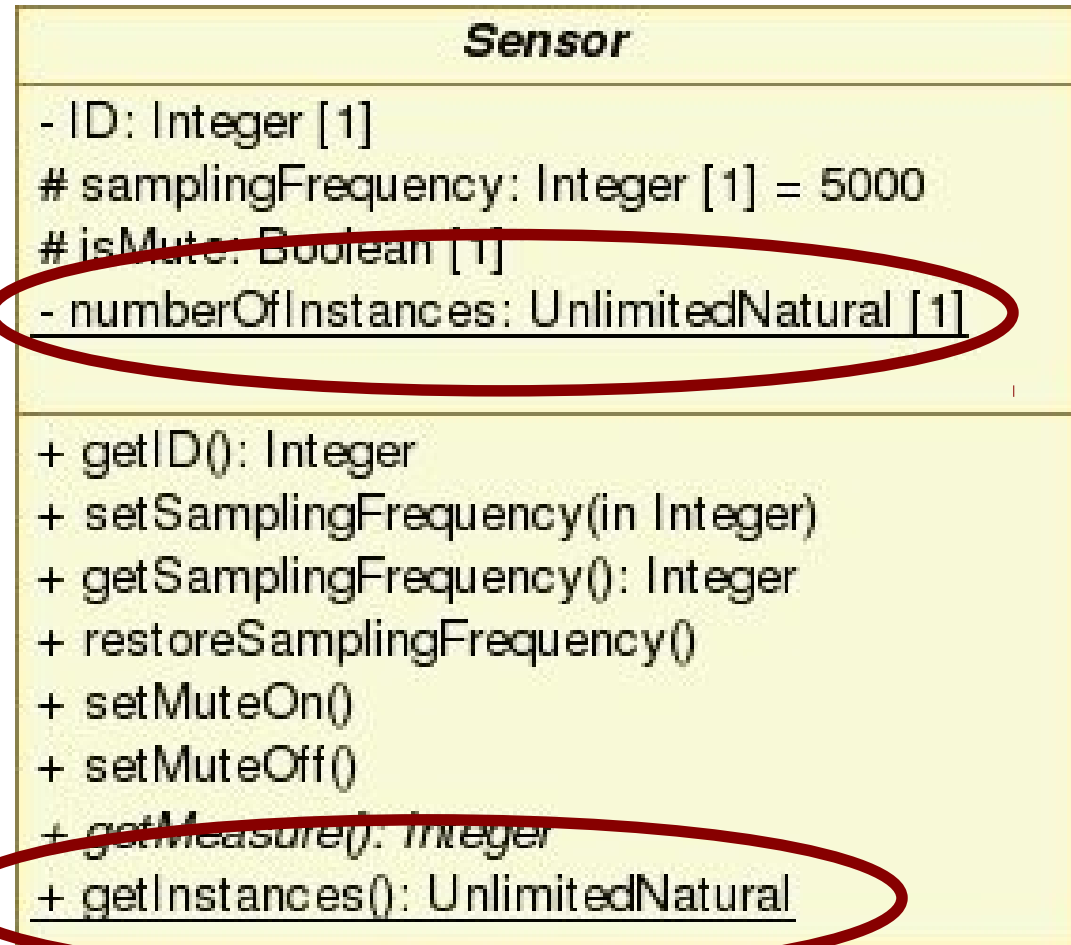 Sensor
- ID: Integer [1]
# samplingFrequency: Integer [1] = 5000
# isMute: Boolean [1]
- numberOfInstances: UnlimitedNatural [1]
+ getID(): Integer
+ setSamplingFrequency(in Integer)
+ getSamplingFrequency(): Integer
+ restoreSamplingFrequency()
+ setMuteOn()
+ setMuteOff()
+ getMeasure(): Integer
+ getInstances(): UnlimitedNatural